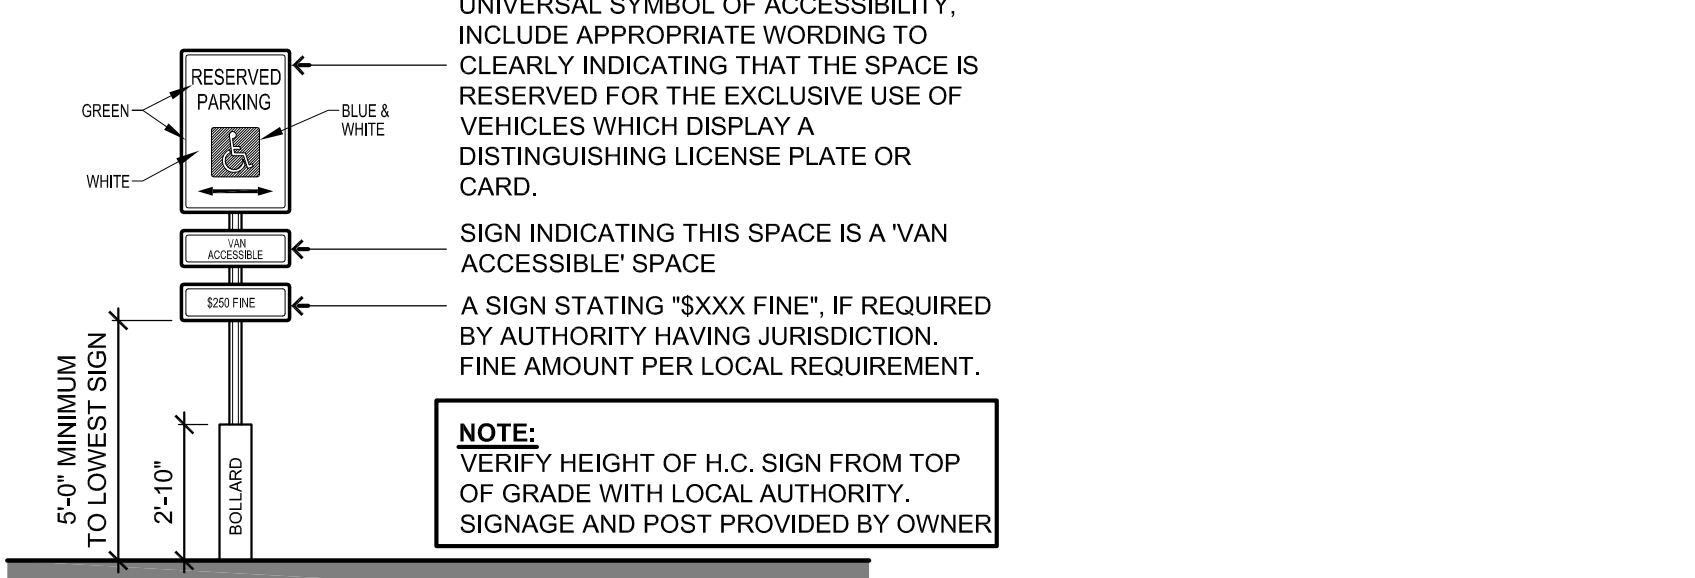 UNIVERSAL SYMBOL OF ACCESSIBILITY,
INCLUDE APPROPRIATE WORDING TO
CLEARLY INDICATING THAT THE SPACE IS
RESERVED FOR THE EXCLUSIVE USE OF
VEHICLES WHICH DISPLAY A
DISTINGUISHING LICENSE PLATE OR
CARD.
RESERVED
PARKING
GREEN
BLUE &
WHITE
WHITE
VAN
ACCESSIBLE
SIGN INDICATING THIS SPACE IS A 'VAN
ACCESSIBLE' SPACE
$250 FINE
A SIGN STATING "$XXX FINE", IF REQUIRED
BY AUTHORITY HAVING JURISDICTION.
FINE AMOUNT PER LOCAL REQUIREMENT.
5'-0" MINIMUM
TO LOWEST SIGN
2'-10"
BOLLARD
NOTE:
VERIFY HEIGHT OF H.C. SIGN FROM TOP
OF GRADE WITH LOCAL AUTHORITY.
SIGNAGE AND POST PROVIDED BY OWNER